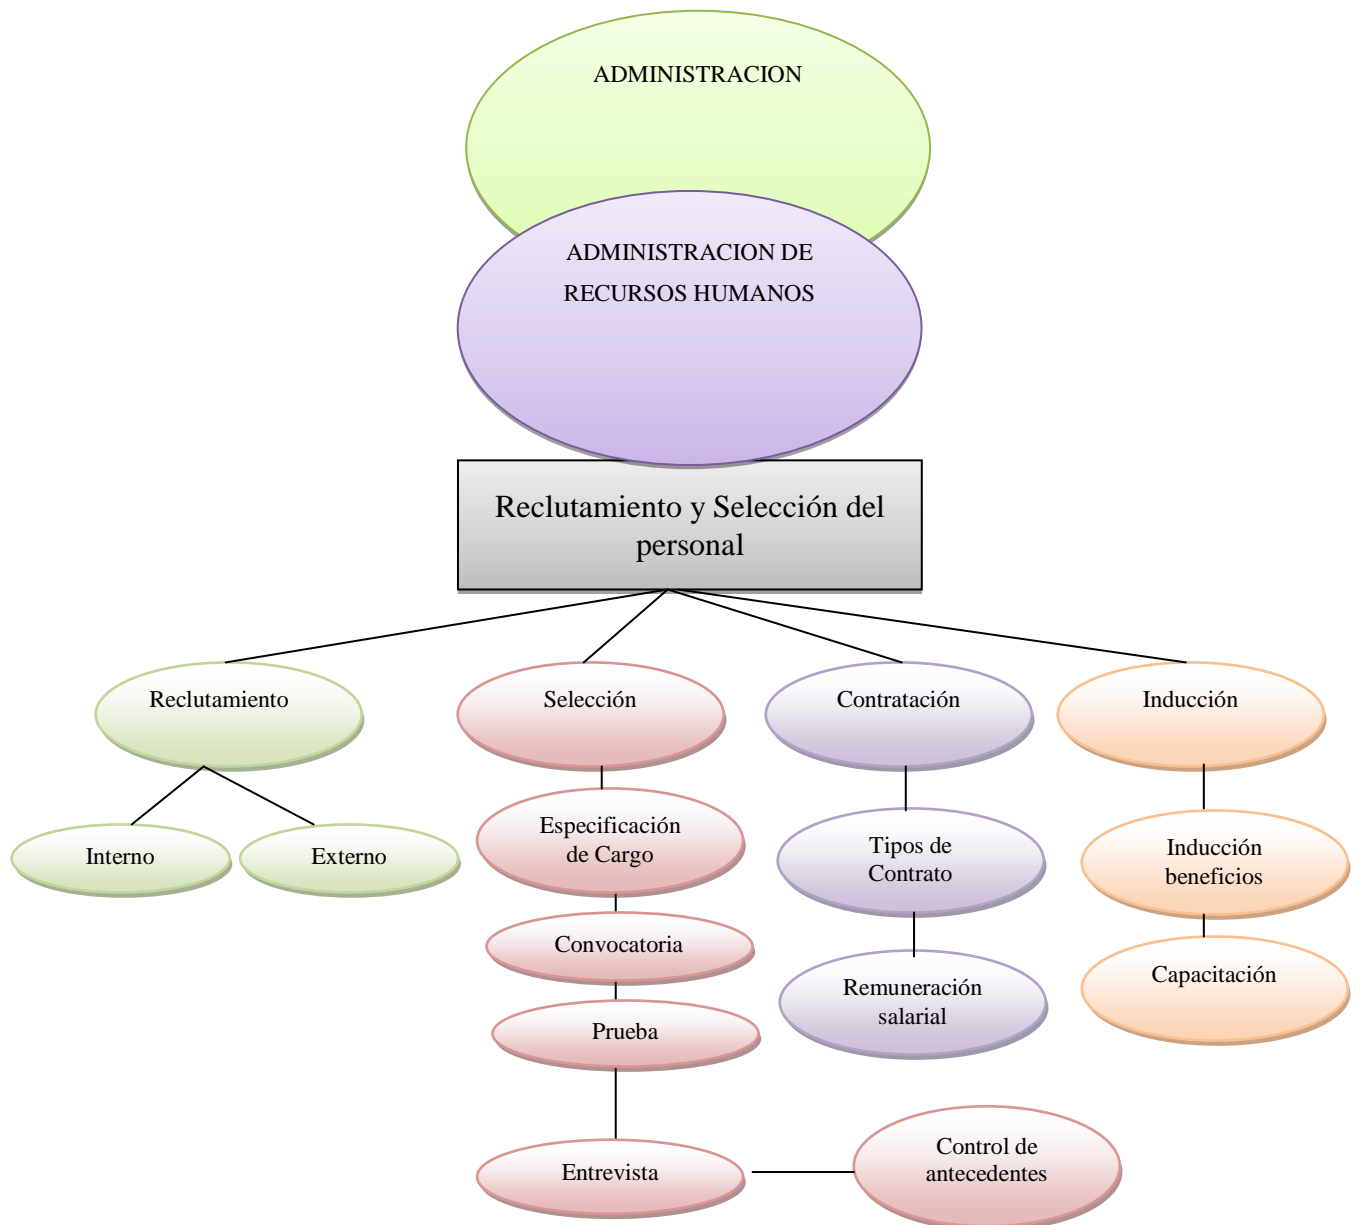 ADMINISTRACION
ADMINISTRACION DE
RECURSOS HUMANOS
Reclutamiento y Selección del
personal
Reclutamiento
Selección
Contratación
Inducción
Interno
Externo
Especificación
de Cargo
Tipos de
Contrato
Inducción
beneficios
Convocatoria
Remuneración
salarial
Capacitación
Prueba
Entrevista
Control de
antecedentes